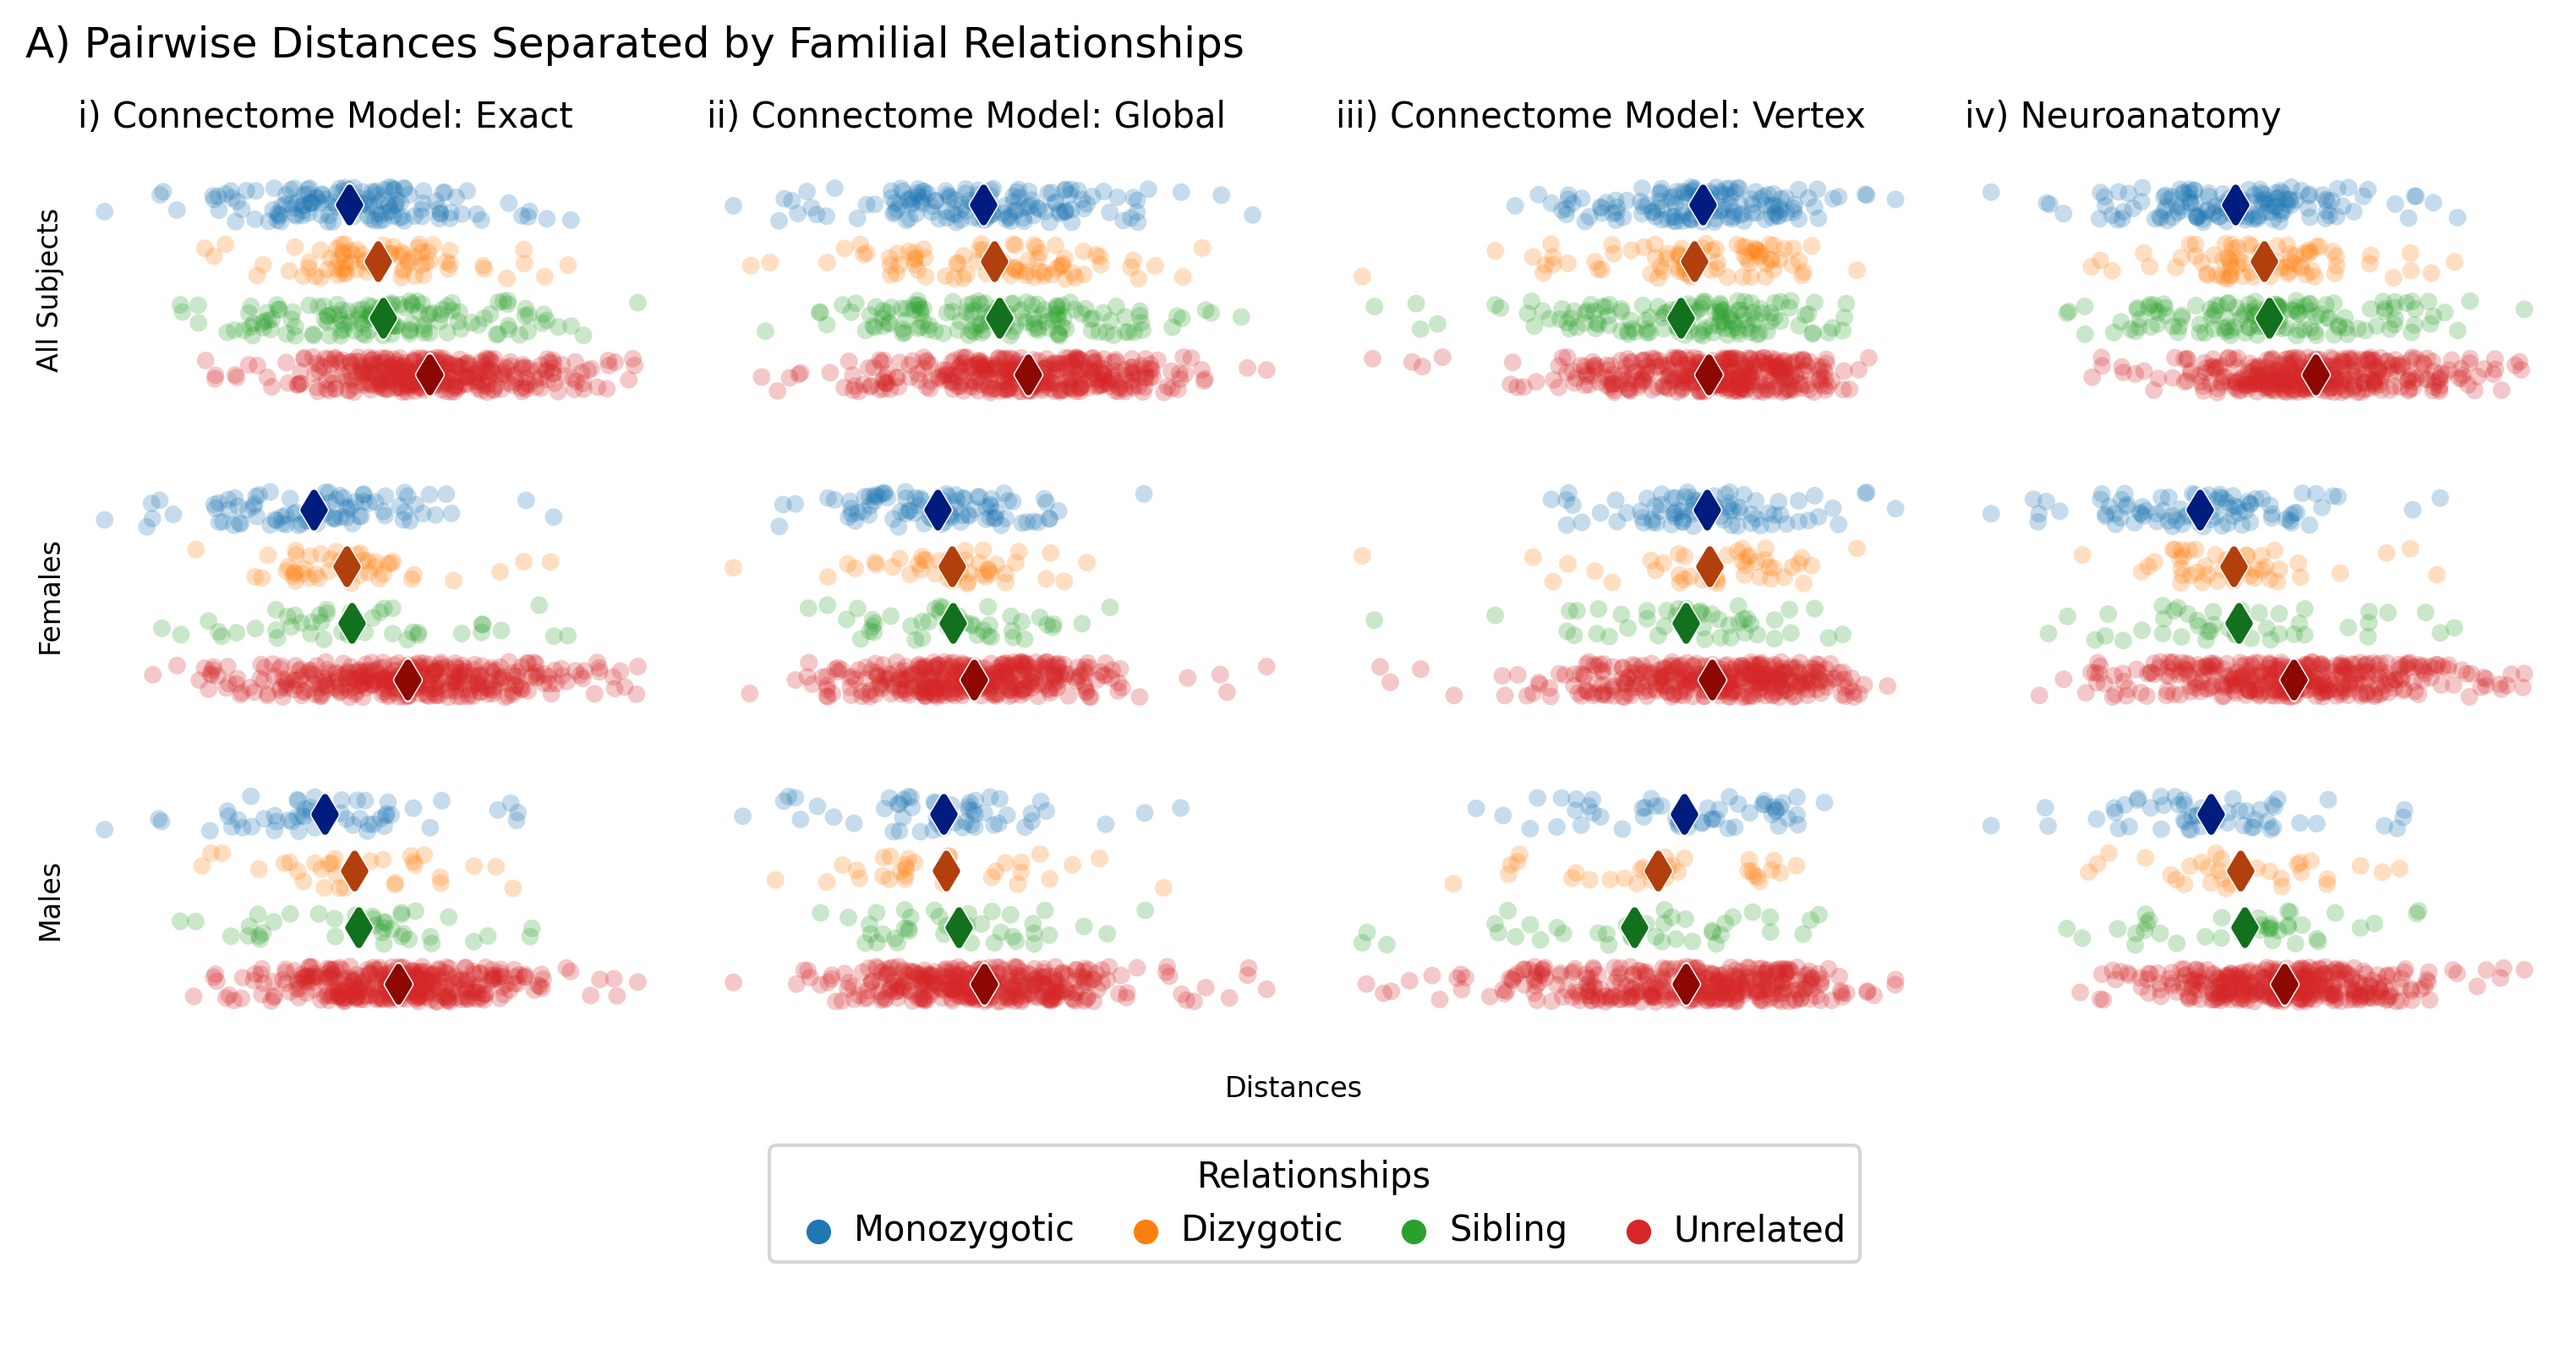 A) Pairwise Distances Separated by Familial Relationships
i) Connectome Model: Exact
ii) Connectome Model: Global
iii) Connectome Model: Vertex
iv) Neuroanatomy
All Subjects
Females
Males
Distances
Relationships
Monozygotic
Dizygotic
Sibling
Unrelated